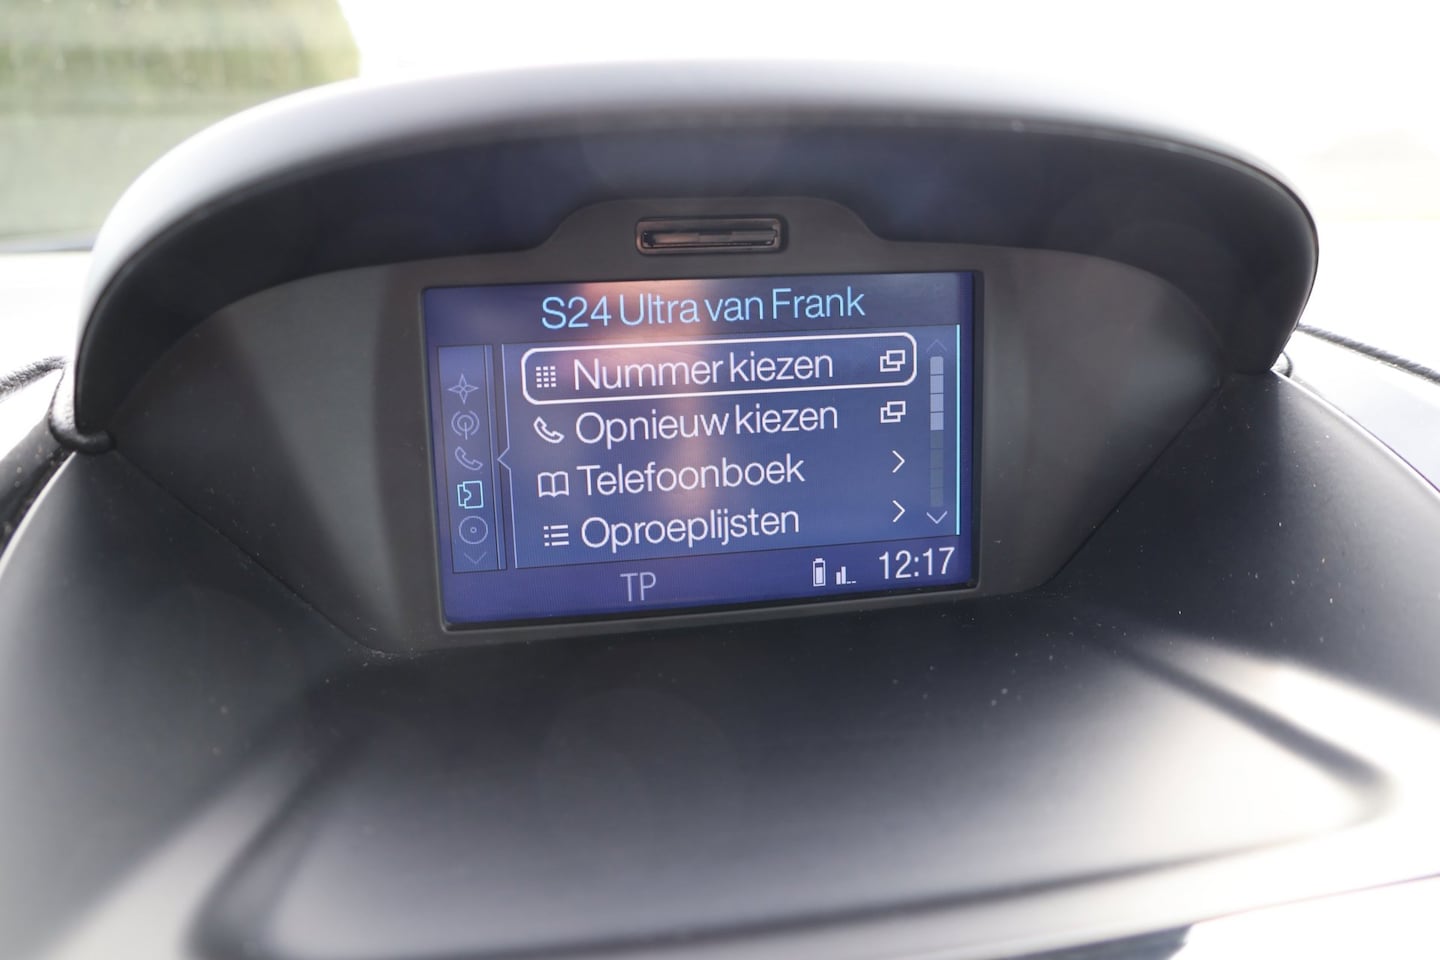 S24 Ultra van Frank
Nummer kiezen
Opnieuw kiezen
Telefoonboek
Oproeplijsten
TP 12:17